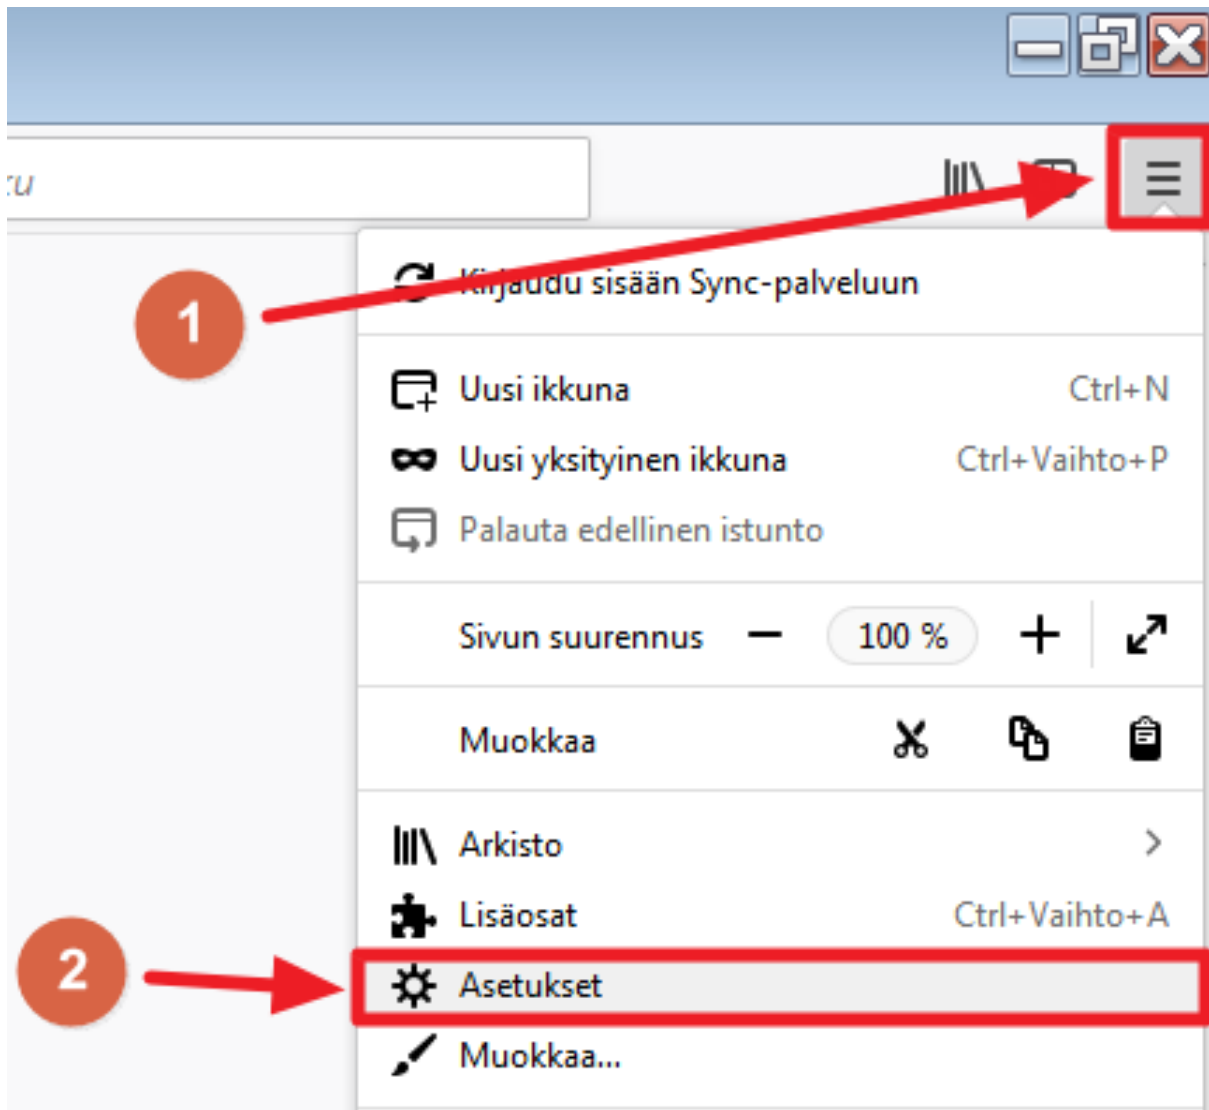 1
Kirjaudu sisään Sync-palveluun
Uusi ikkuna Ctrl+N
Uusi yksityinen ikkuna Ctrl+Vaihto+P
Palauta edellinen istunto
Sivun suurennus 100 %
Muokkaa
Arkisto
Lisäosat Ctrl+Vaihto+A
2
Asetukset
Muokkaa...